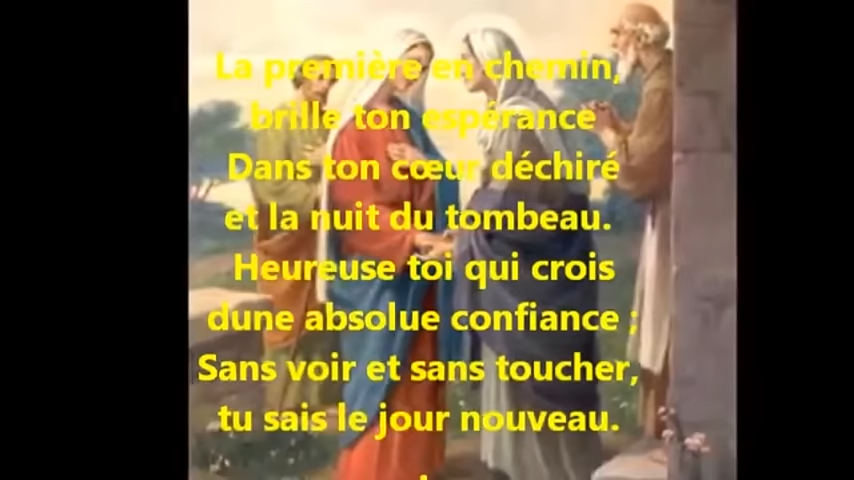 La première en chemin,
brille ton espérance
Dans ton cœur déchiré
et la nuit du tombeau.
Heureuse toi qui crois
dune absolue confiance ;
Sans voir et sans toucher,
tu sais le jour nouveau.